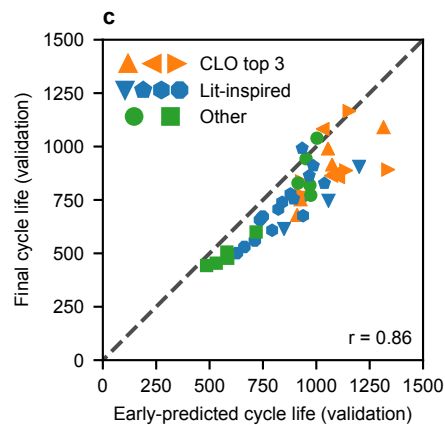 c
1500
1250
1000
750
500
250
0
Final cycle life (validation)
CLO top 3
Lit-inspired
Other
r = 0.86
0 250 500 750 1000 1250 1500
Early-predicted cycle life (validation)